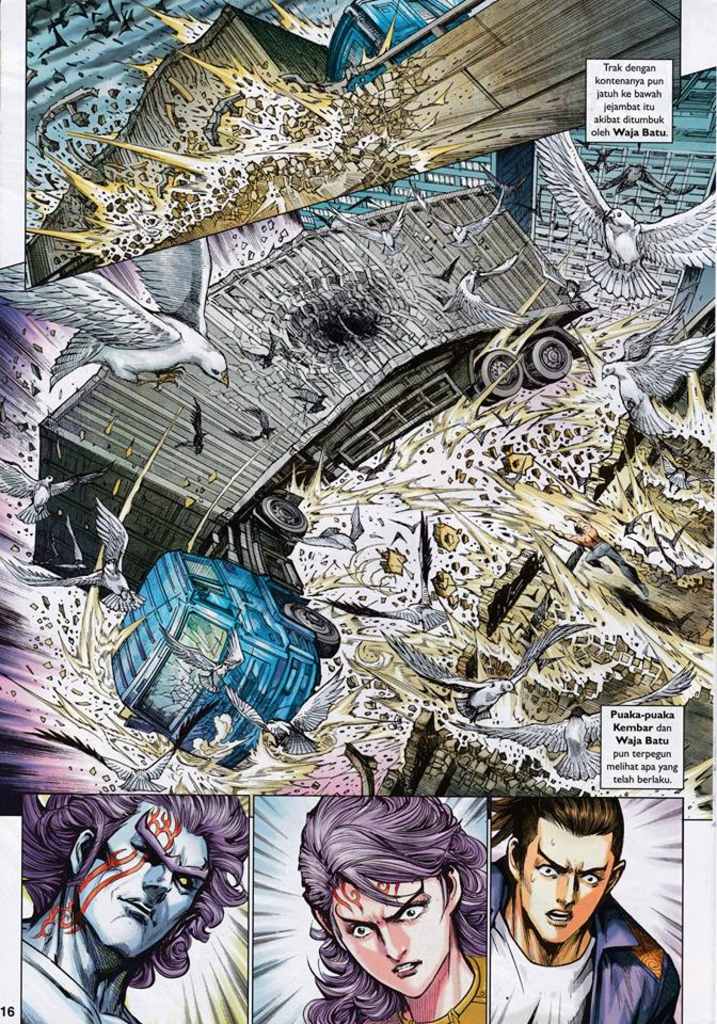 Trak dengan
kontenanya pun
jatuh ke bawah
jejambat itu
akibat ditumbuk
oleh Waja Batu.
Puaka-puaka
Kembar dan
Waja Batu
pun terpegun
melihat apa yang
telah berlaku.
16